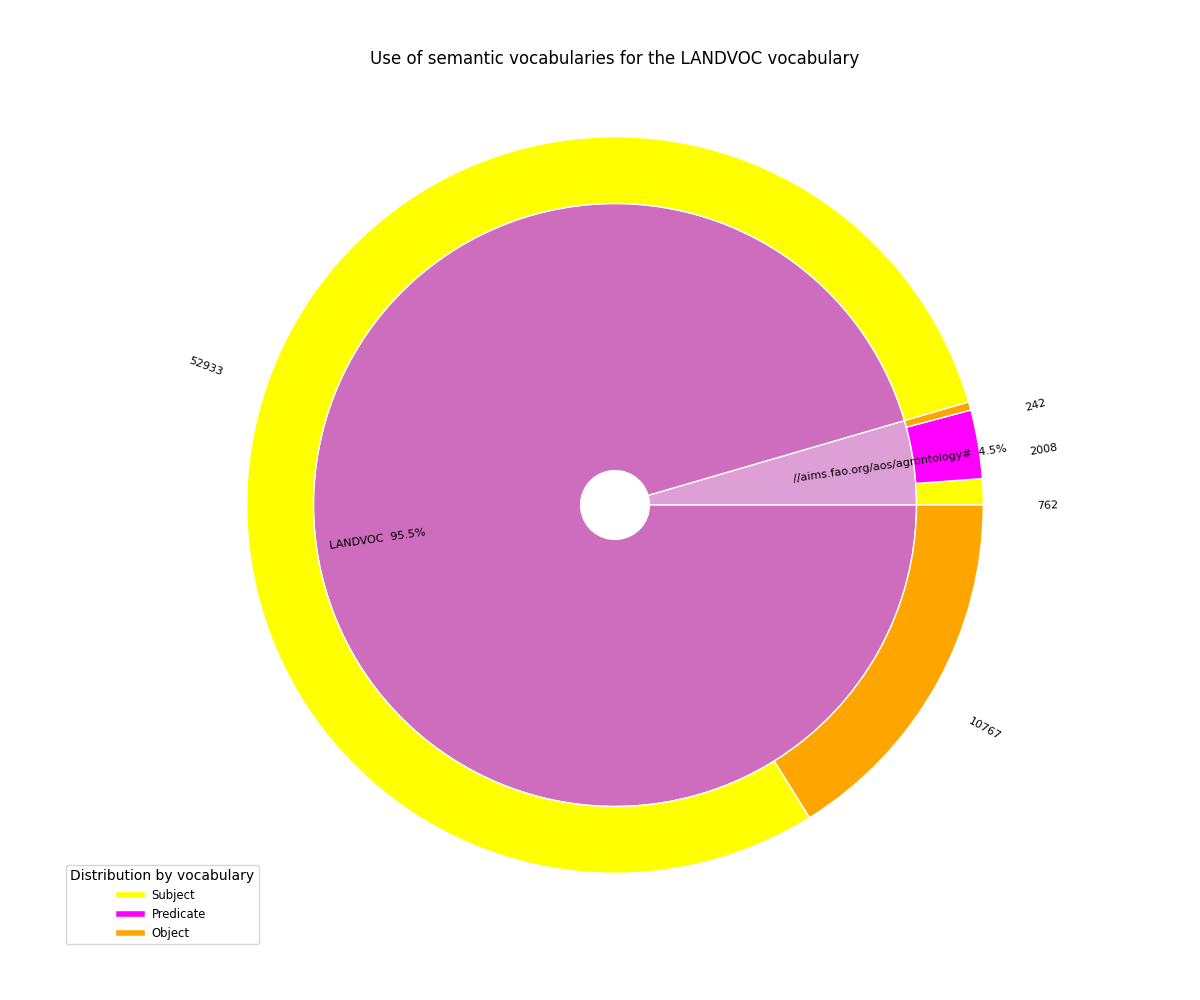 Use of semantic vocabularies for the LANDVOC vocabulary
52933
242
2008
//aims.fao.org/aos/agrontology# 4.5%
762
LANDVOC 95.5%
10767
Distribution by vocabulary
Subject
Predicate
Object